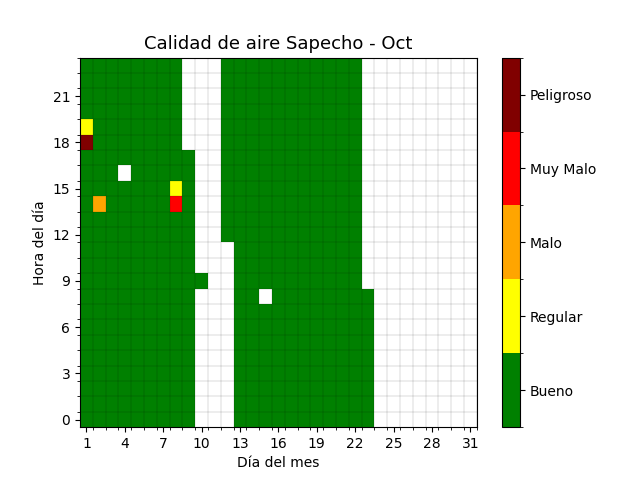 Calidad de aire Sapecho - Oct
Hora del día
21
18
15
12
9
6
3
0
1 4 7 10 13 16 19 22 25 28 31
Día del mes
Peligroso
Muy Malo
Malo
Regular
Bueno